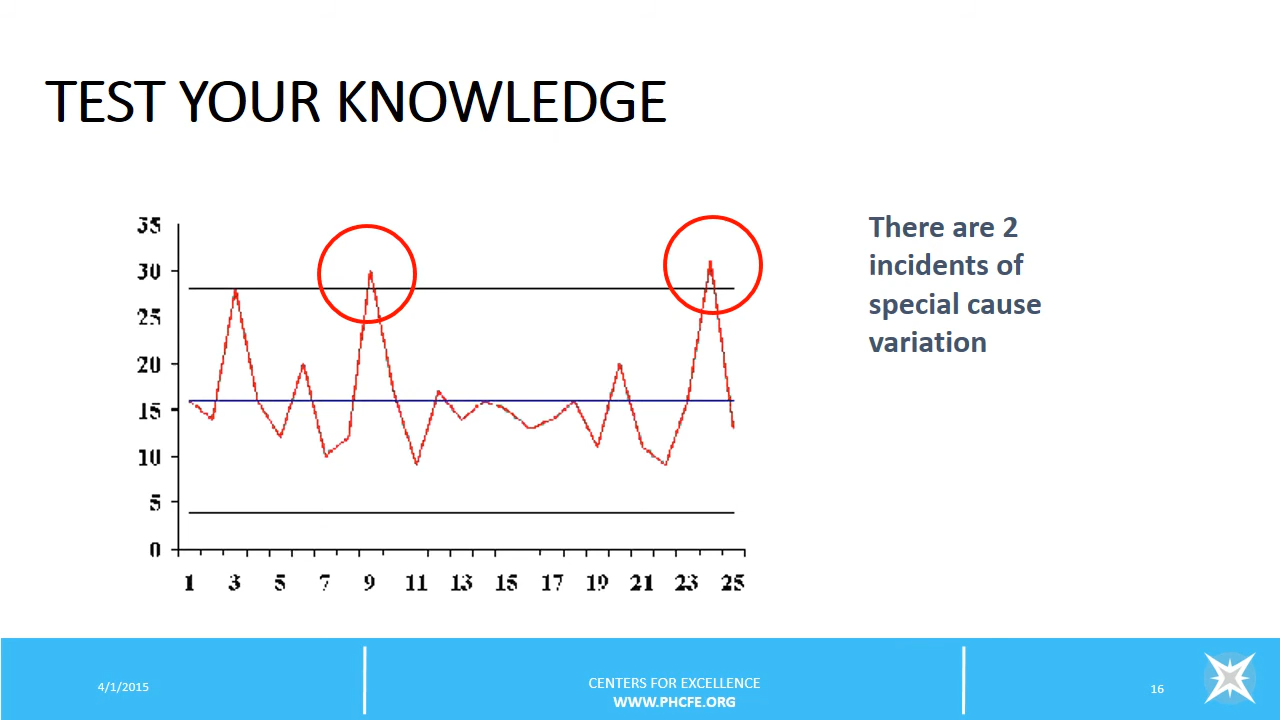 TEST YOUR KNOWLEDGE
There are 2
incidents of
special cause
variation
35
30
25
20
15
10
5
0
1 3 5 7 9 11 13 15 17 19 21 23 25
4/1/2015
CENTERS FOR EXCELLENCE
WWW.PHCFE.ORG
16